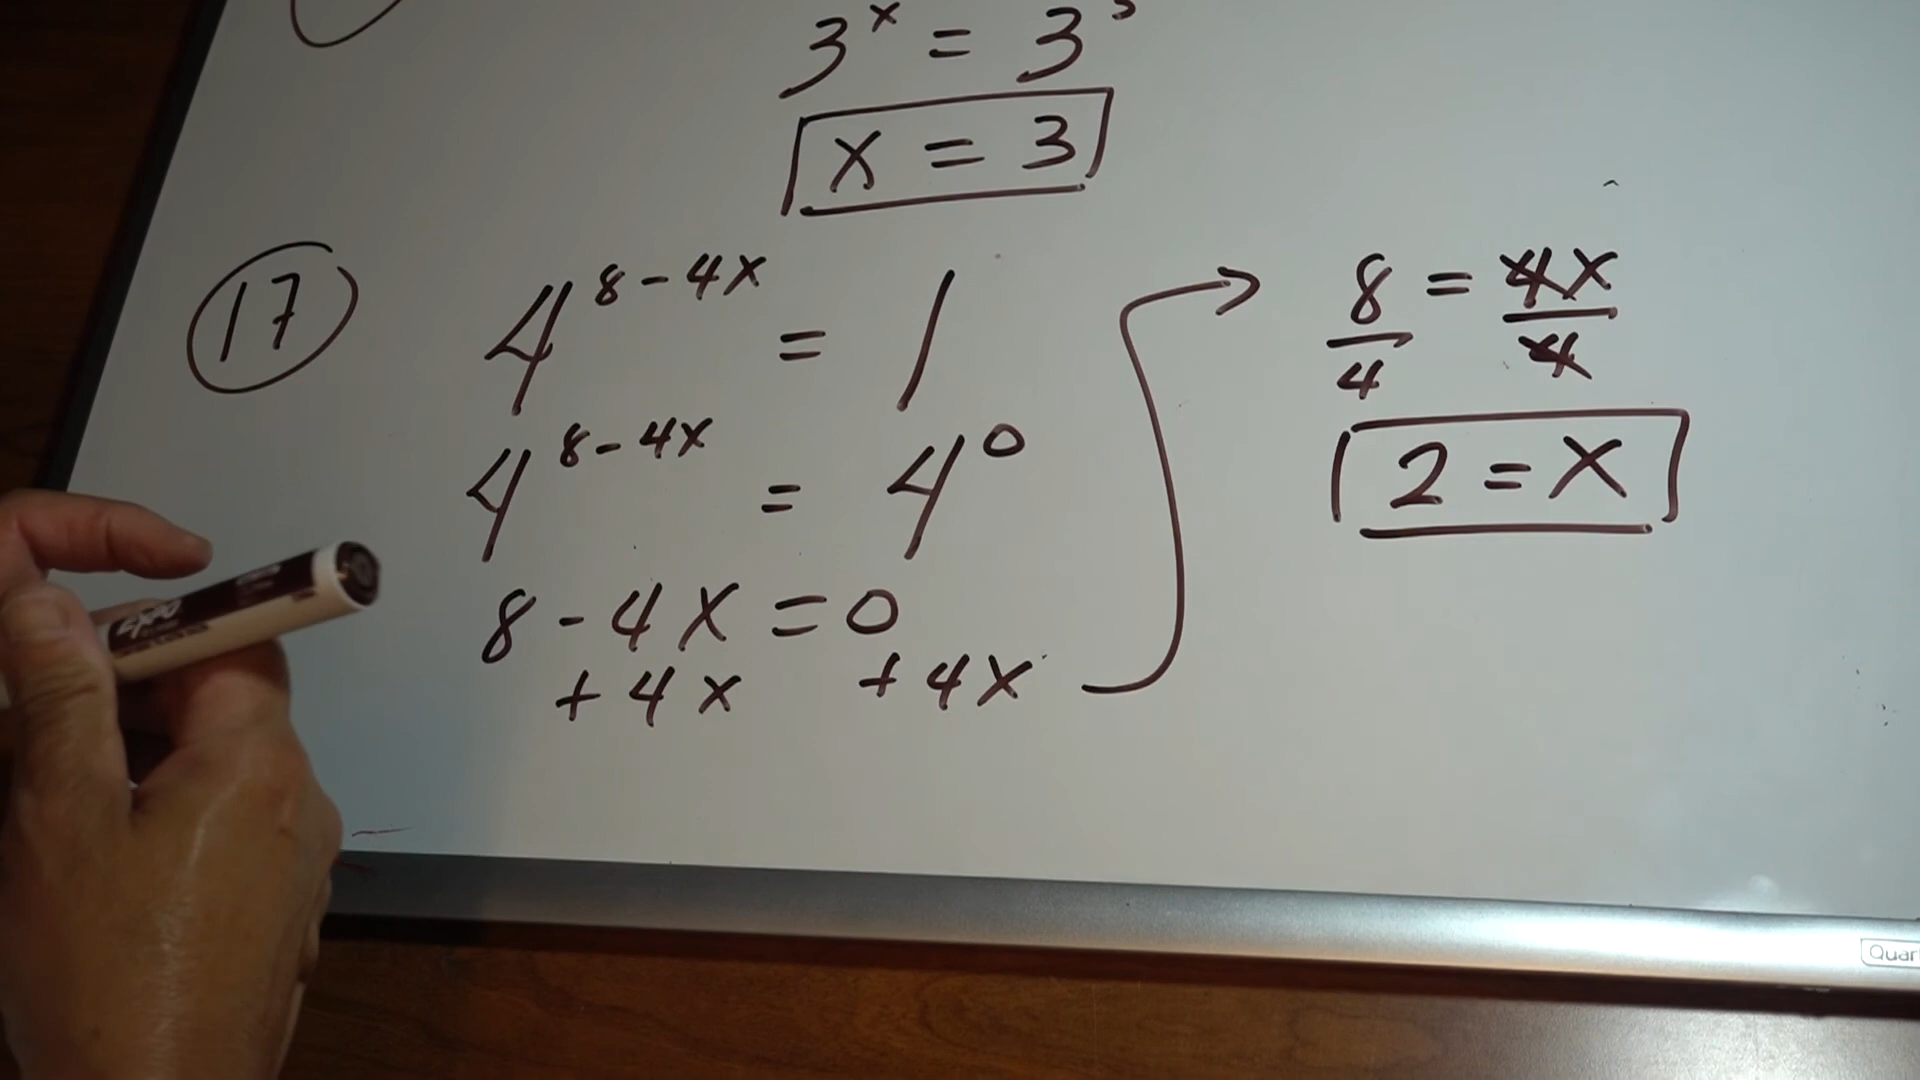 3^x = 3^3
x = 3
17
4^(8-4x) = 1
4^(8-4x) = 4^0
8 - 4x = 0
+ 4x + 4x
8/4 = 4x/4
2 = x
EXPO
Quar